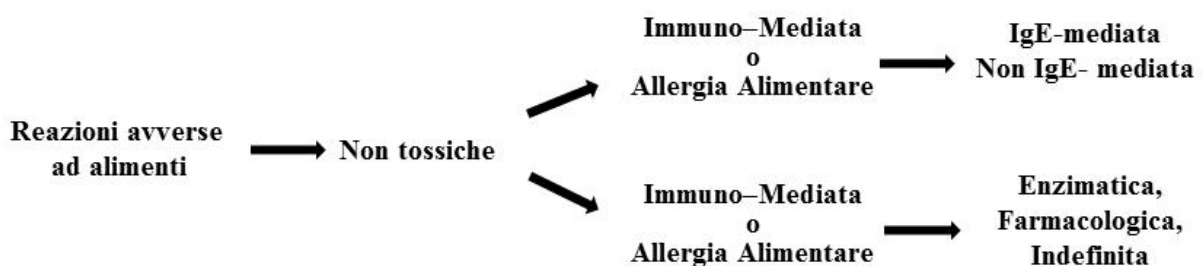 Reazioni avverse
ad alimenti
Non tossiche
Immuno–Mediata
o
Allergia Alimentare
IgE-mediata
Non IgE- mediata
Immuno–Mediata
o
Allergia Alimentare
Enzimatica,
Farmacologica,
Indefinita